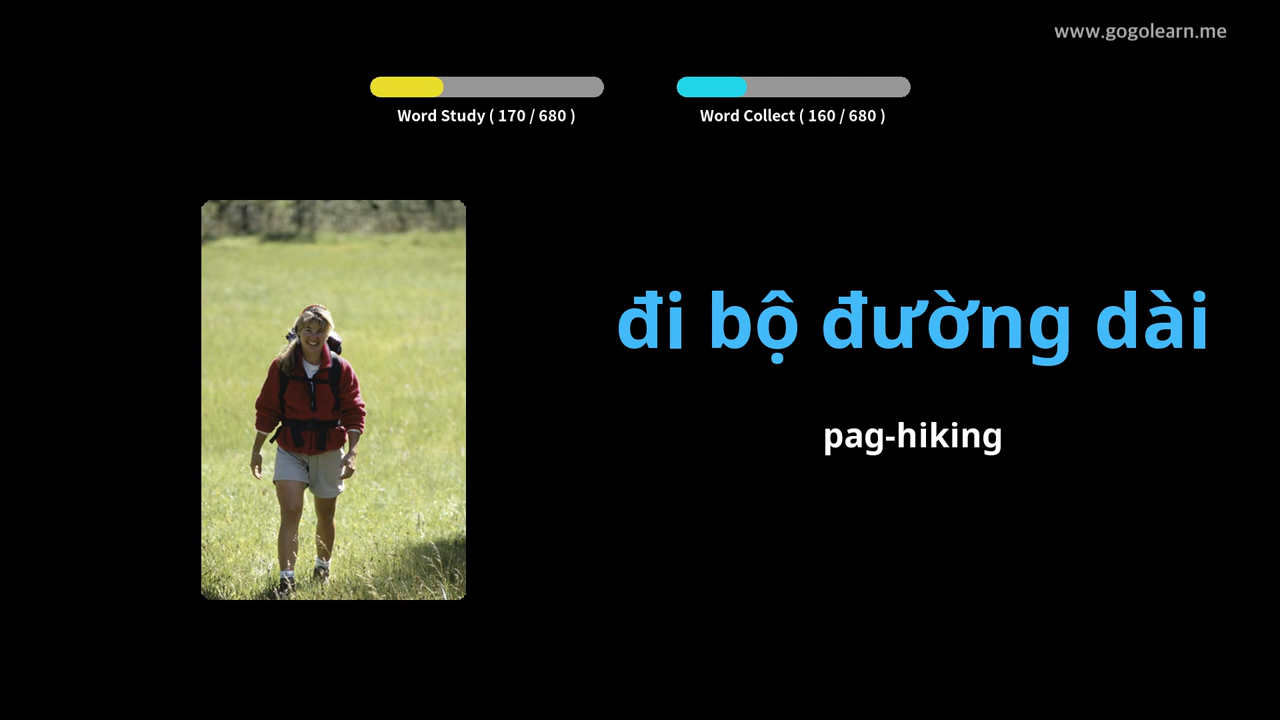 www.gogolearn.me
Word Study ( 170 / 680 )
Word Collect ( 160 / 680 )
đi bộ đường dài
pag-hiking